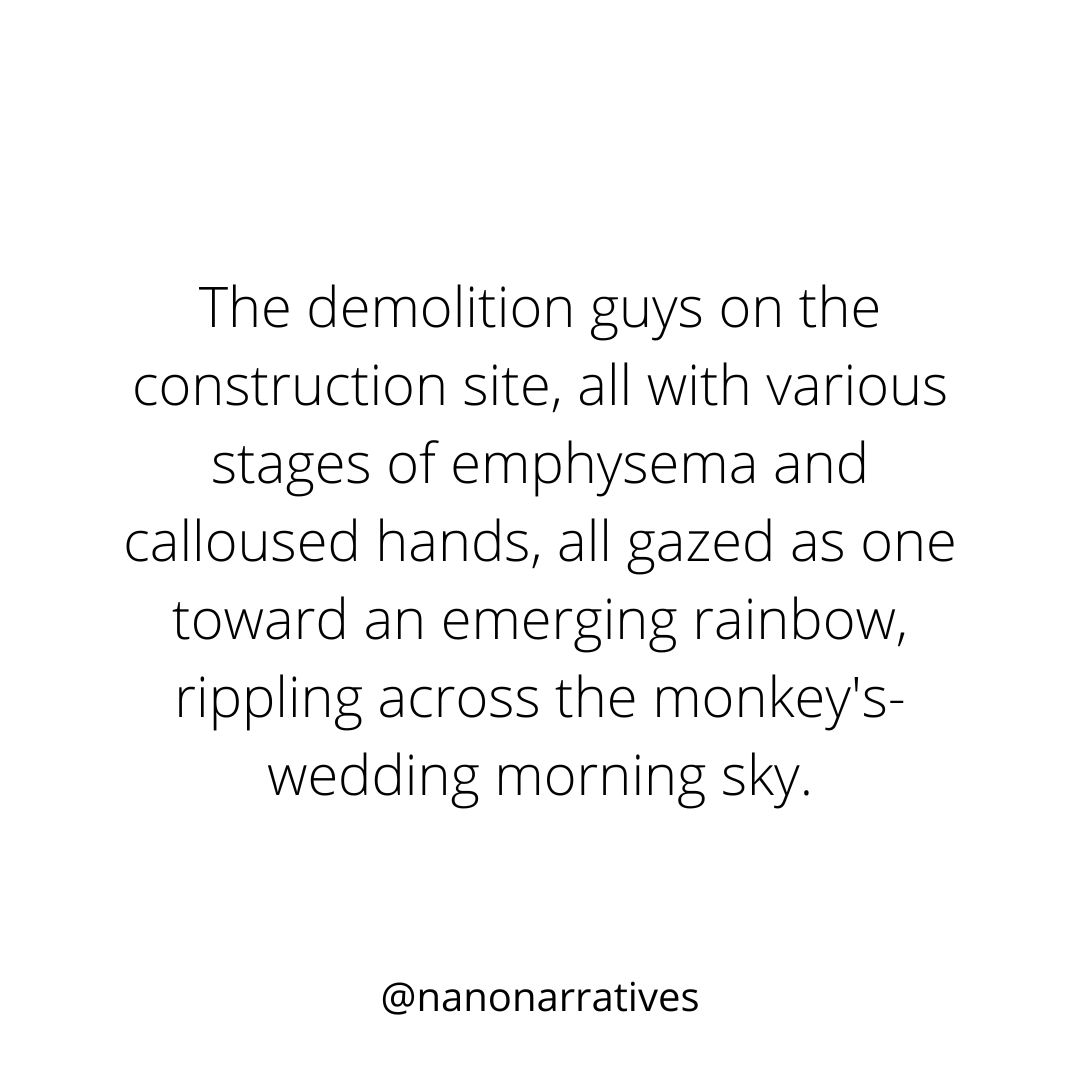 The demolition guys on the
construction site, all with various
stages of emphysema and
calloused hands, all gazed as one
toward an emerging rainbow,
rippling across the monkey's-
wedding morning sky.
@nanonarratives